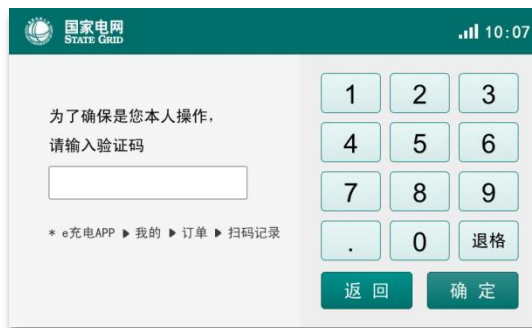 国家电网
STATE GRID
10:07
为了确保是您本人操作,
请输入验证码
* e充电APP ▶ 我的 ▶ 订单 ▶ 扫码记录
1 2 3
4 5 6
7 8 9
. 0 退格
返回 确定